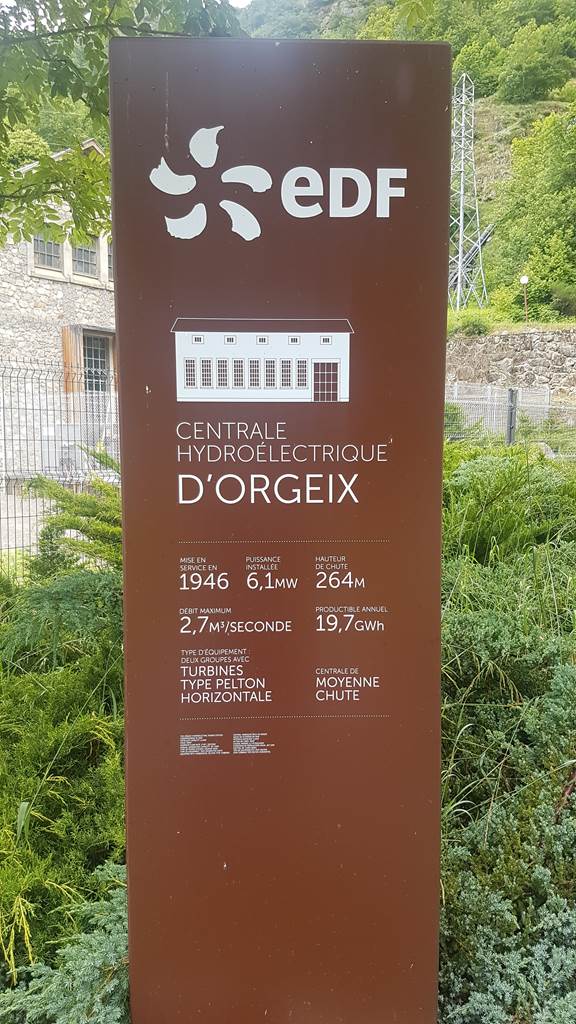 eDF
CENTRALE
HYDROÉLECTRIQUE
D'ORGEIX
MISE EN
SERVICE EN
1946
PUISSANCE
INSTALLÉE
6,1MW
HAUTEUR
DE CHUTE
264M
DÉBIT MAXIMUM
2,7M³/SECONDE
PRODUCTIBLE ANNUEL
19,7GWh
TYPE D'ÉQUIPEMENT :
DEUX GROUPES AVEC
TURBINES
TYPE PELTON
HORIZONTALE
CENTRALE DE
MOYENNE
CHUTE